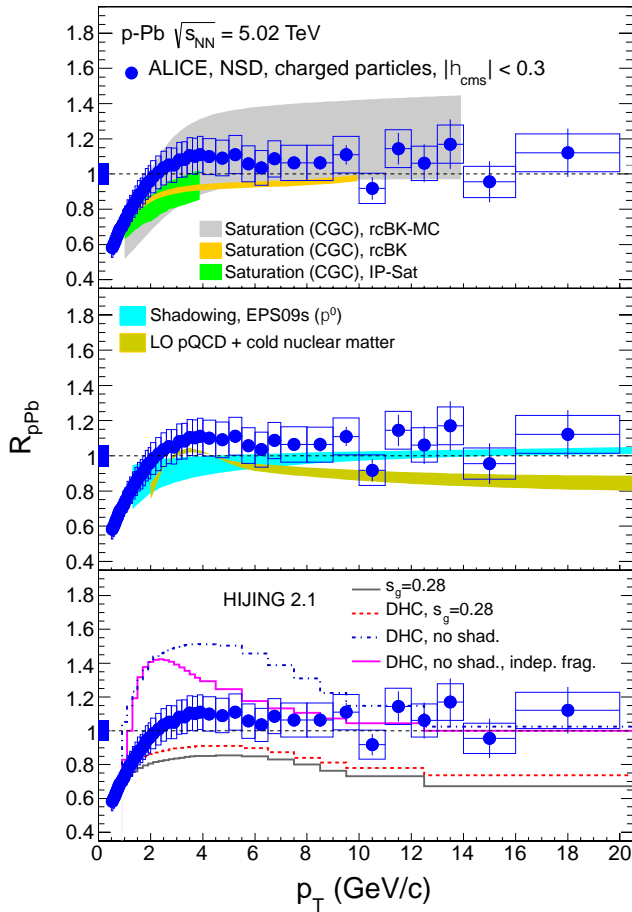 p-Pb √s_NN = 5.02 TeV
ALICE, NSD, charged particles, |h_cms| < 0.3
1.8
1.6
1.4
1.2
1
0.8
0.6
0.4
Saturation (CGC), rcBK-MC
Saturation (CGC), rcBK
Saturation (CGC), IP-Sat
R_pPb
Shadowing, EPS09s (p⁰)
LO pQCD + cold nuclear matter
1.8
1.6
1.4
1.2
1
0.8
0.6
0.4
HIJING 2.1
s_g=0.28
DHC, s_g=0.28
DHC, no shad.
DHC, no shad., indep. frag.
1.8
1.6
1.4
1.2
1
0.8
0.6
0.4
0 2 4 6 8 10 12 14 16 18 20
p_T (GeV/c)